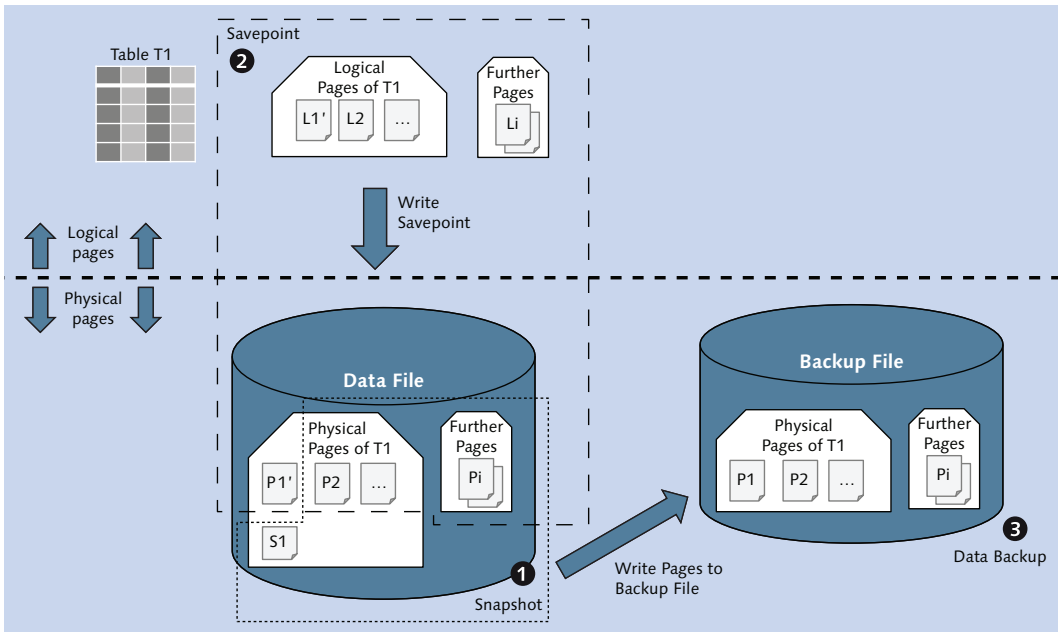 Savepoint
2
Table T1
Logical
Pages of T1
L1'
L2
...
Further
Pages
Li
Write
Savepoint
Logical
pages
Physical
pages
Data File
Physical
Pages of T1
P1'
P2
...
S1
Further
Pages
Pi
1
Snapshot
Write Pages to
Backup File
Backup File
Physical
Pages of T1
P1
P2
...
Further
Pages
Pi
3
Data Backup